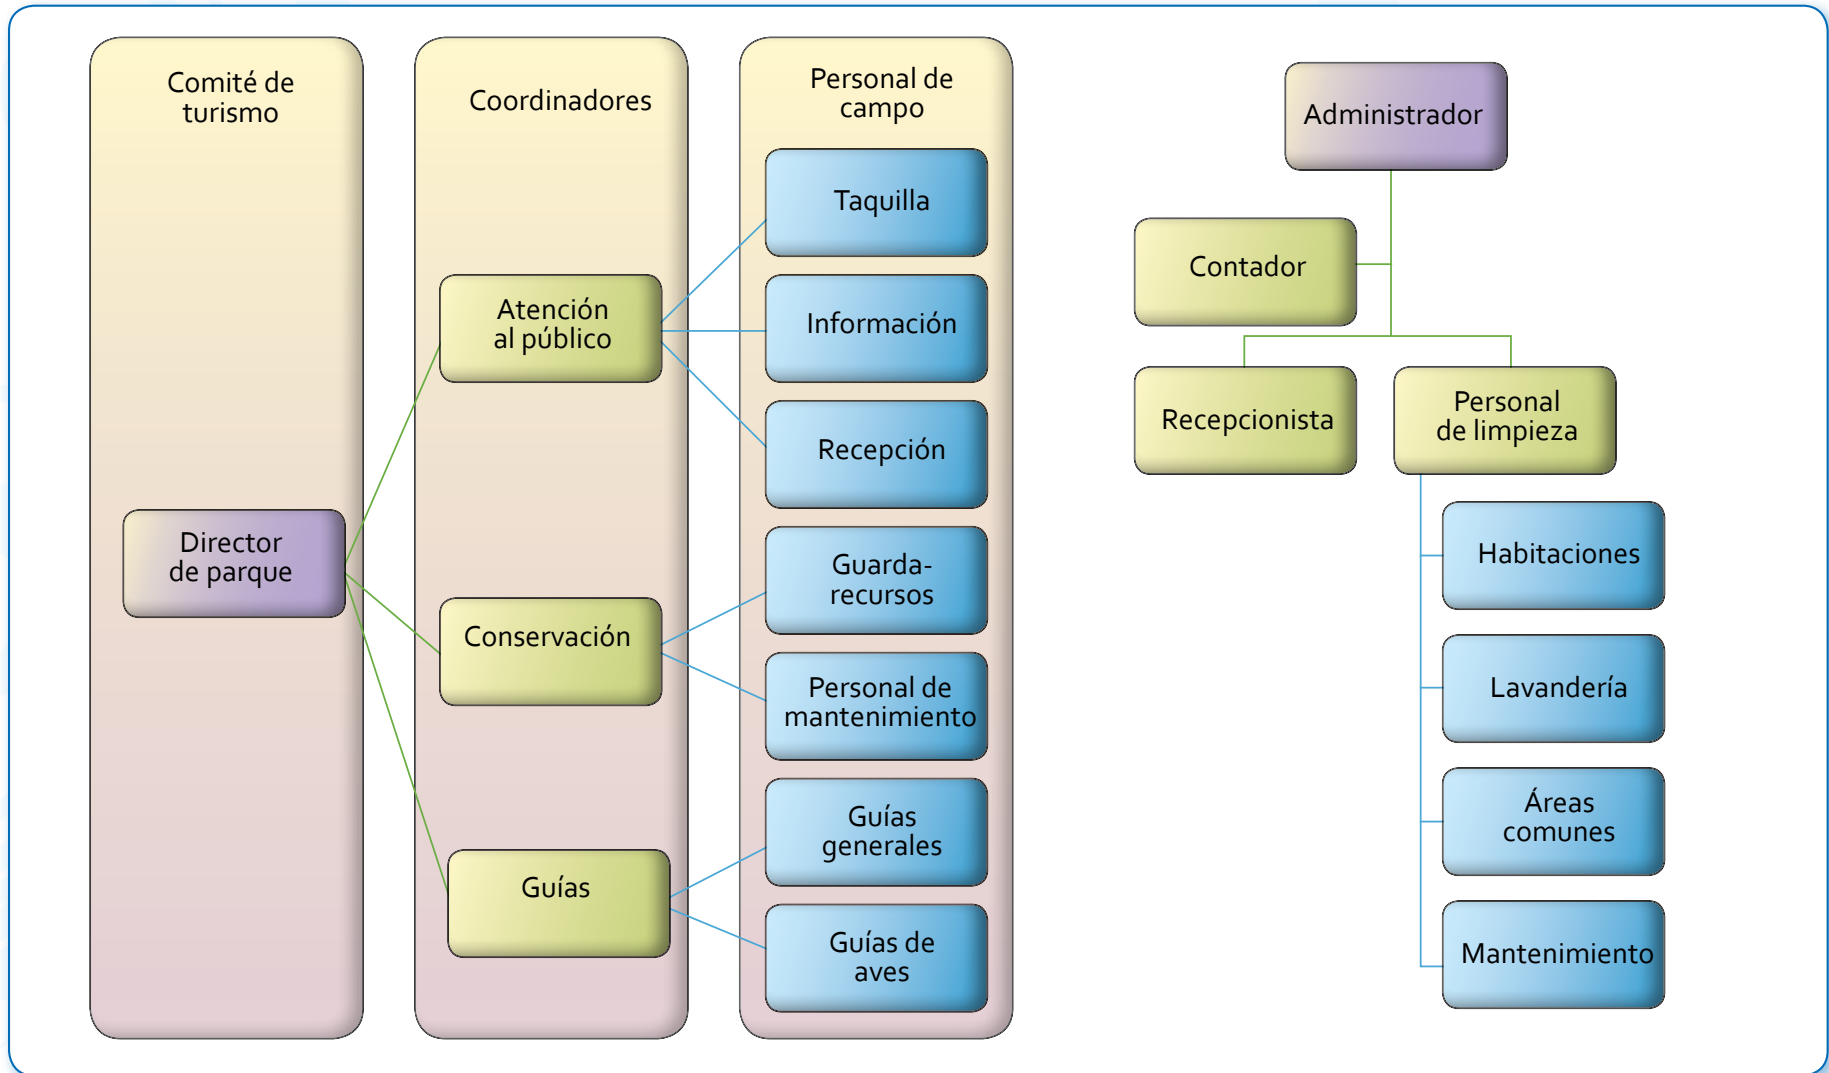 Comité de
turismo
Director
de parque
Coordinadores
Atención
al público
Conservación
Guías
Personal de
campo
Taquilla
Información
Recepción
Guarda-
recursos
Personal de
mantenimiento
Guías
generales
Guías de
aves
Administrador
Contador
Recepcionista
Personal
de limpieza
Habitaciones
Lavandería
Áreas
comunes
Mantenimiento